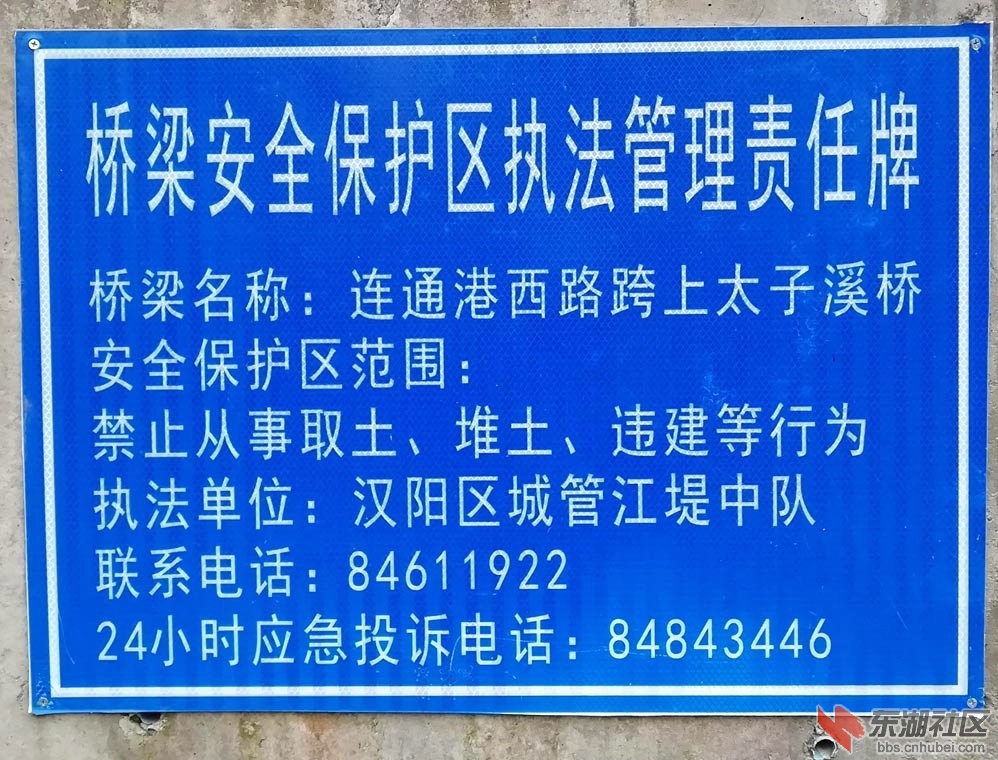 桥梁安全保护区执法管理责任牌
桥梁名称：连通港西路跨上太子溪桥
安全保护区范围：
禁止从事取土、堆土、违建等行为
执法单位：汉阳区城管江堤中队
联系电话：84611922
24小时应急投诉电话：84843446
东湖社区
bbs.cnhubei.com